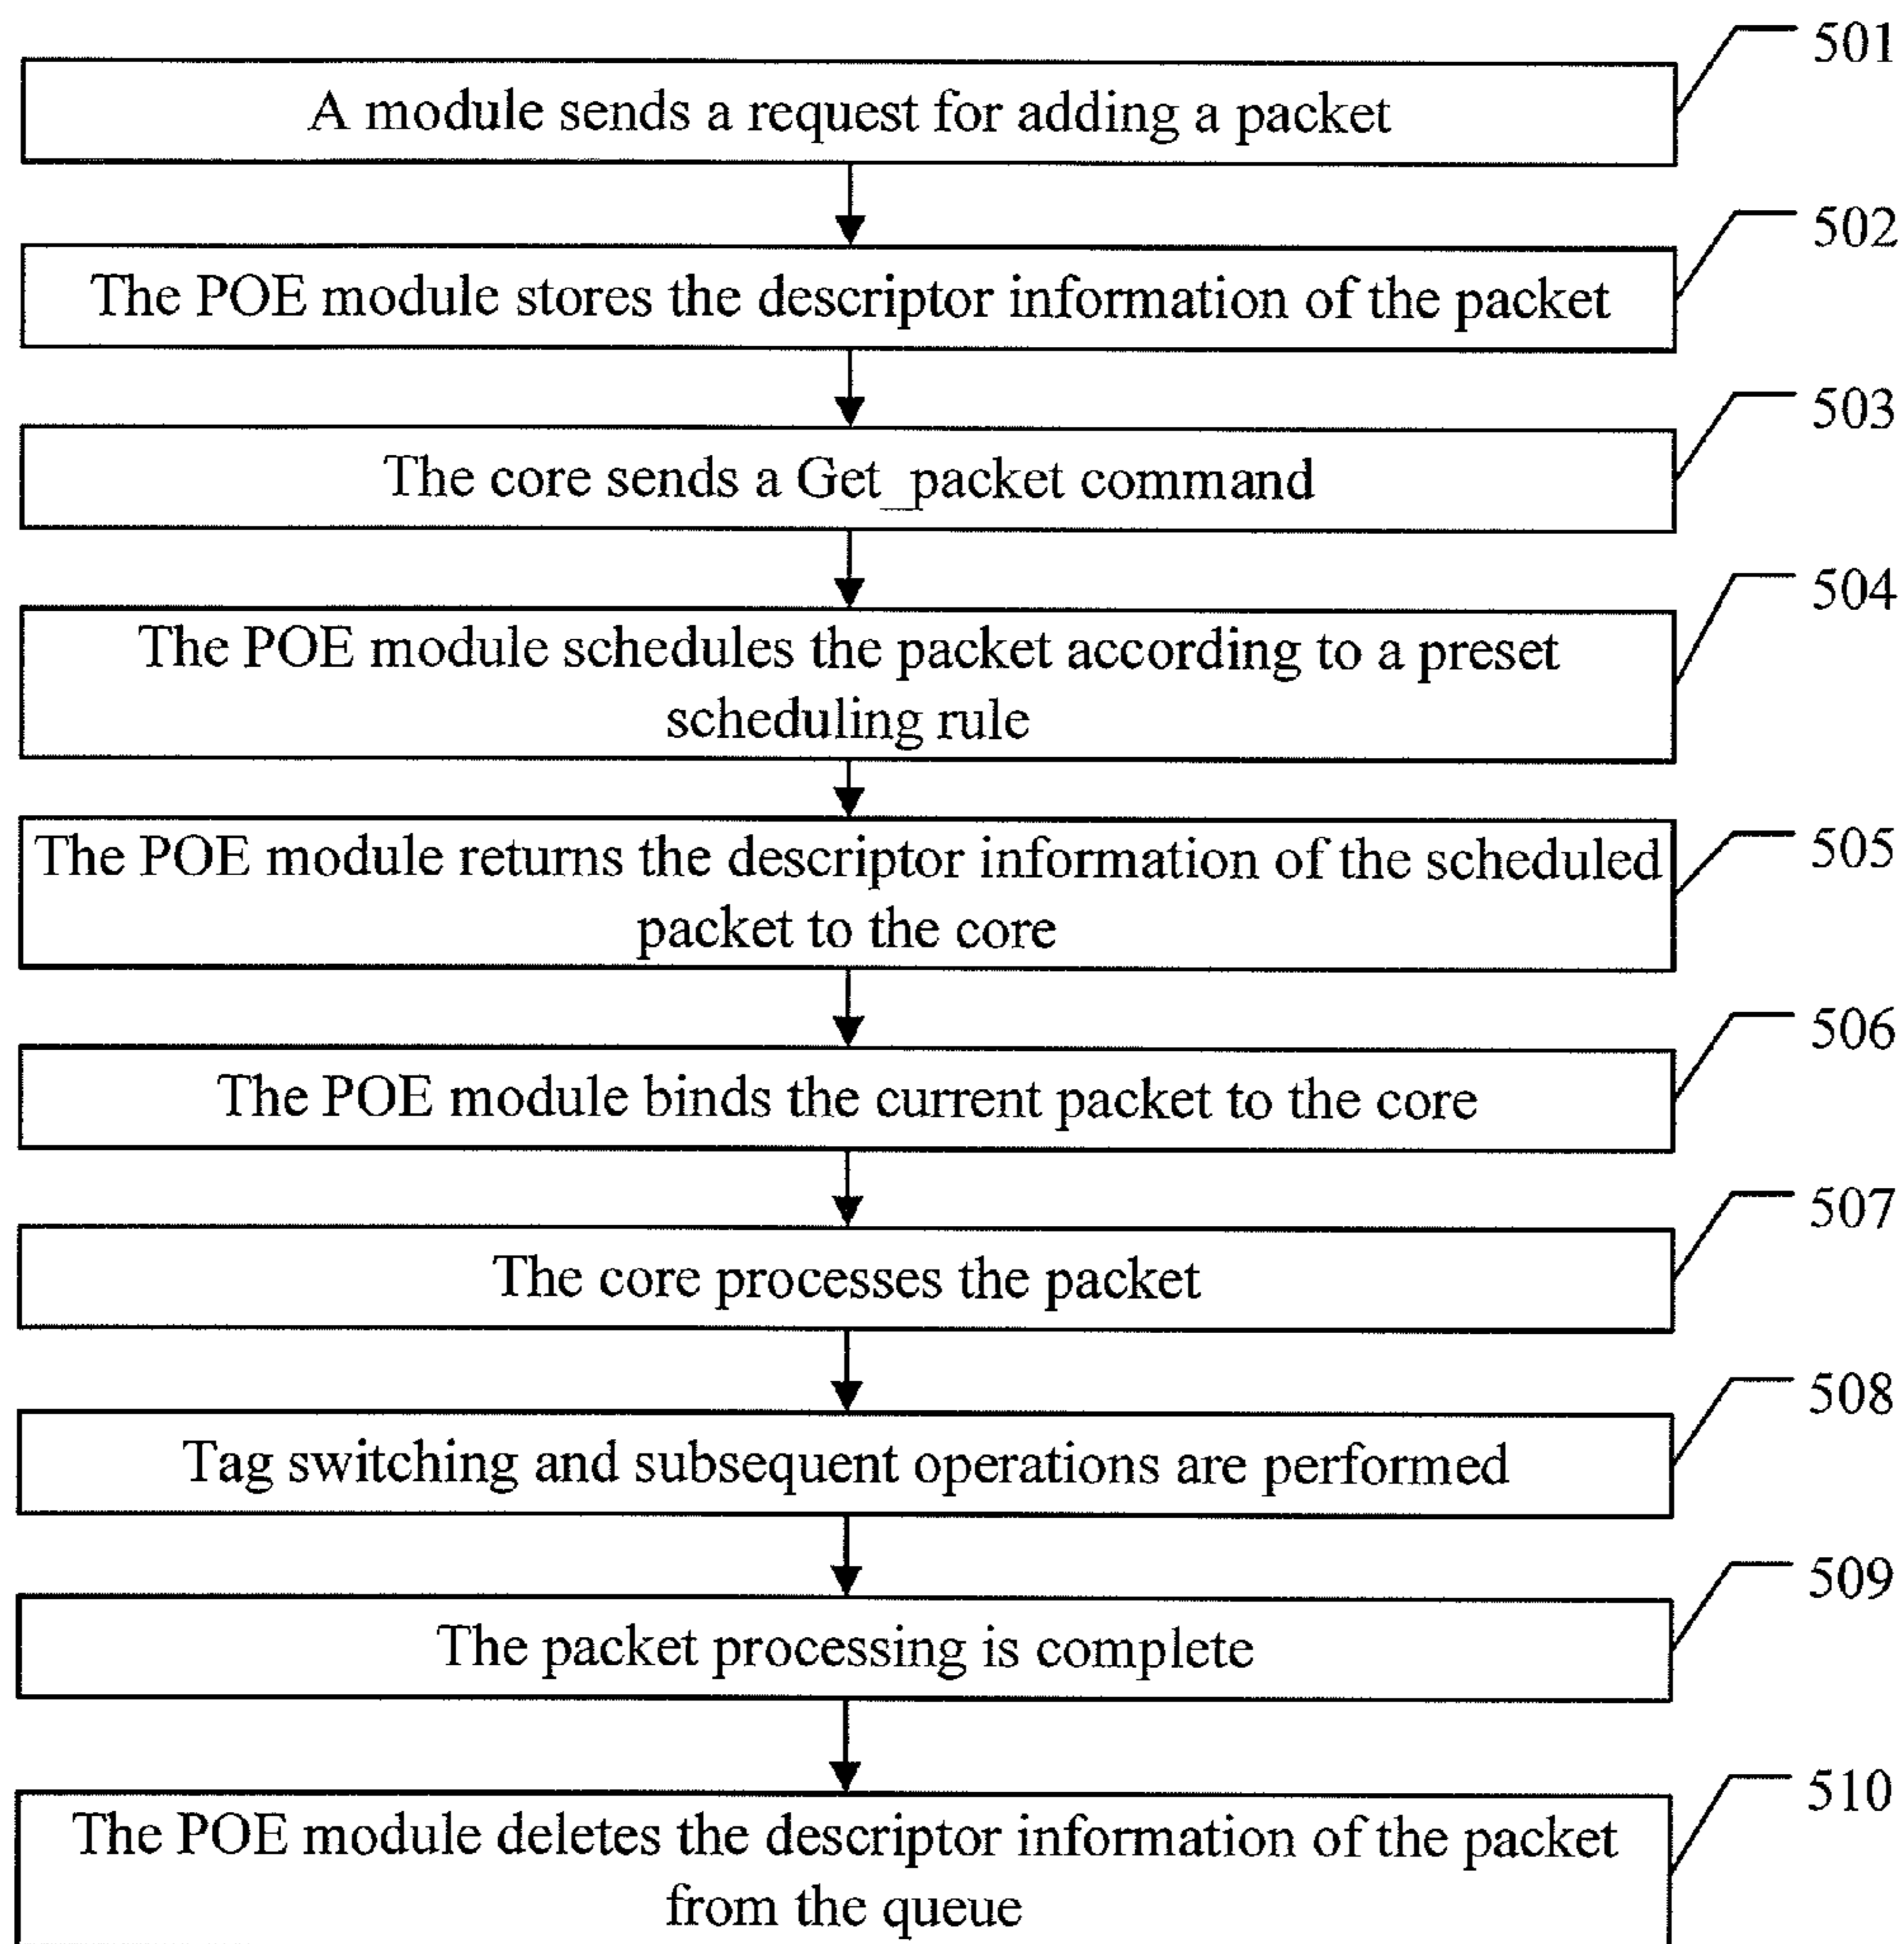 501
A module sends a request for adding a packet
502
The POE module stores the descriptor information of the packet
503
The core sends a Get_packet command
504
The POE module schedules the packet according to a preset
scheduling rule
505
The POE module returns the descriptor information of the scheduled
packet to the core
506
The POE module binds the current packet to the core
507
The core processes the packet
508
Tag switching and subsequent operations are performed
509
The packet processing is complete
510
The POE module deletes the descriptor information of the packet
from the queue